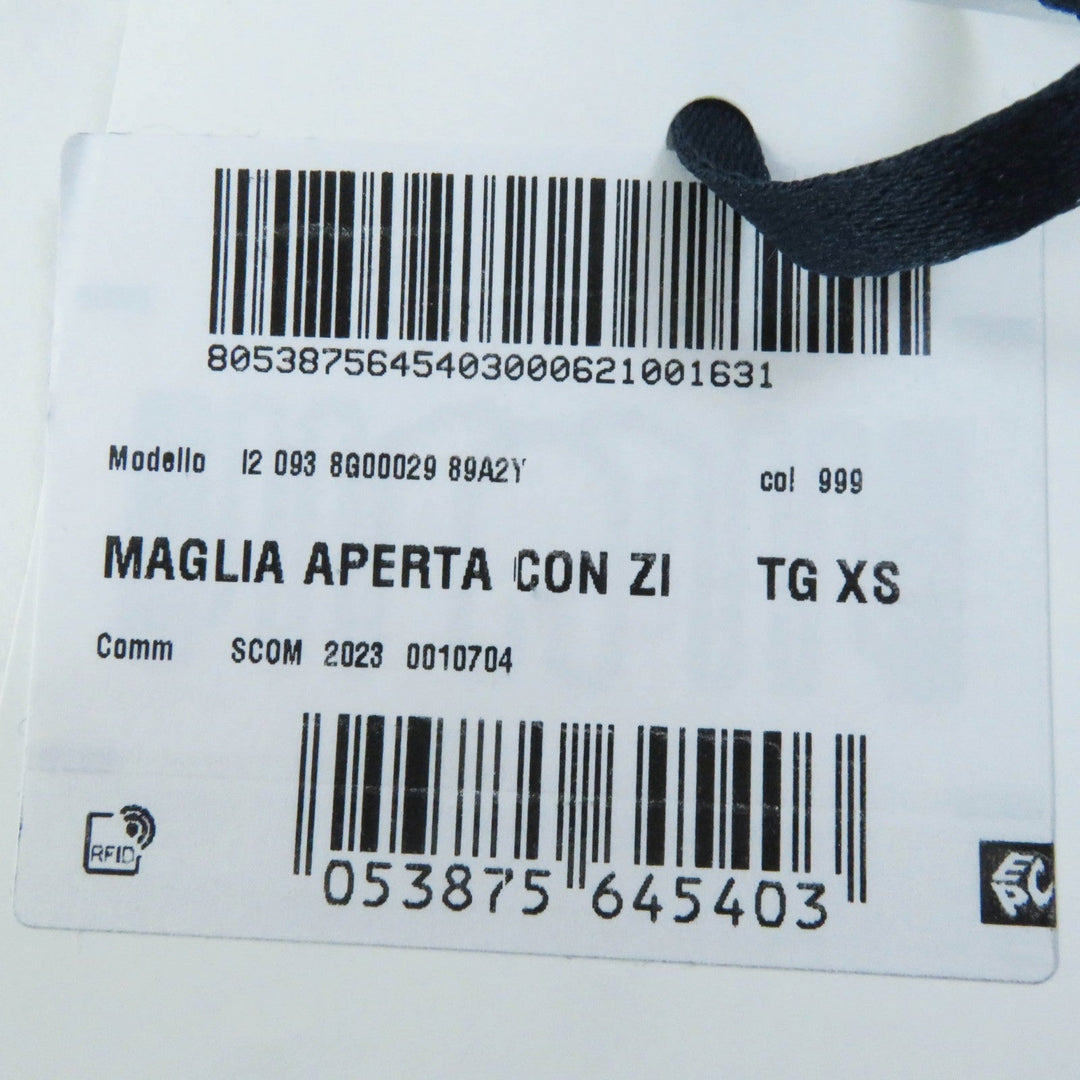 8053875645403000621001631
Modello I2 093 8G00029 89A2Y col 999
MAGLIA APERTA CON ZI TG XS
Comm SCOM 2023 0010704
053875 645403
RFID
EPC